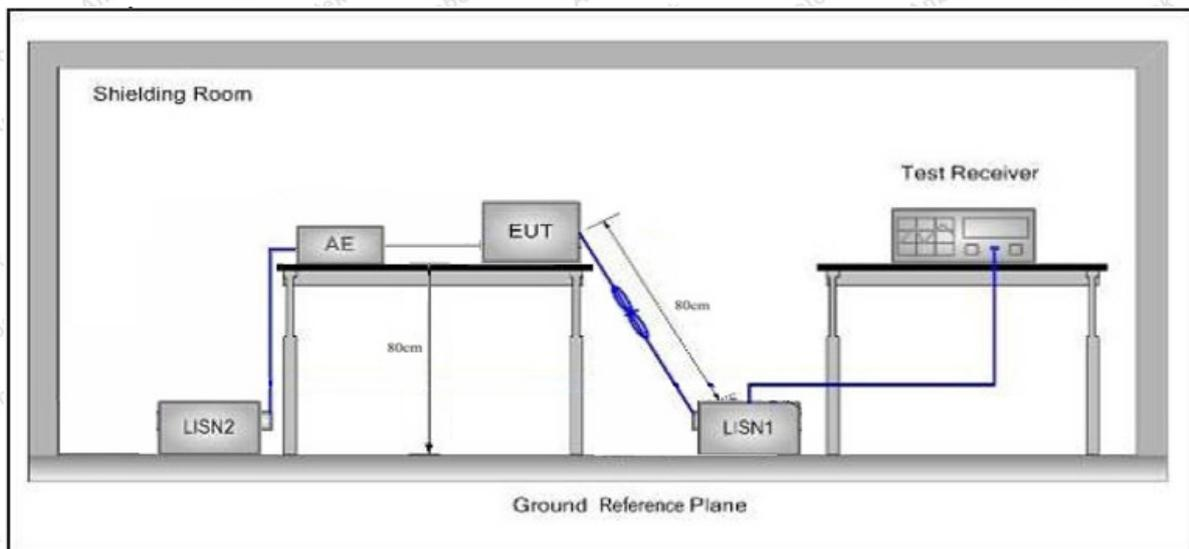 Shielding Room
Test Receiver
AE
EUT
80cm
80cm
LISN2
LISN1
Ground Reference Plane